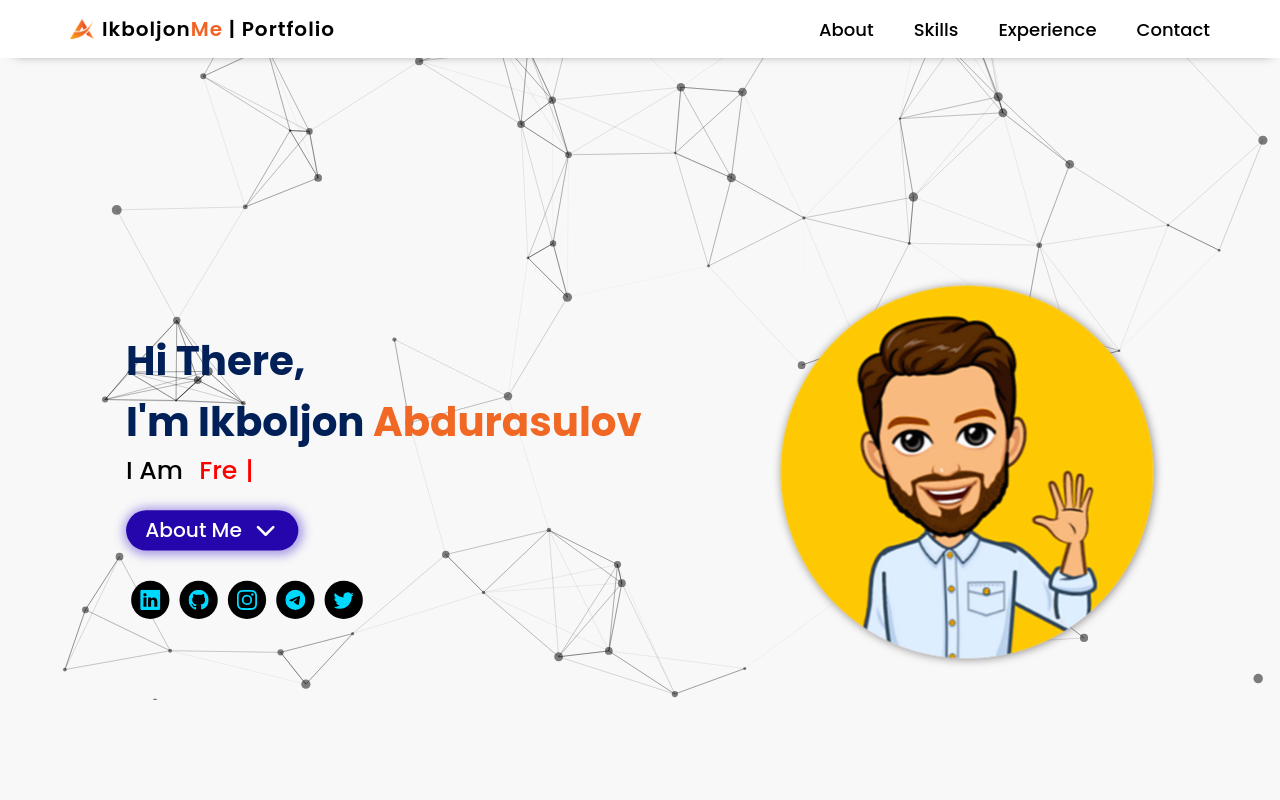 IkboljonMe | Portfolio
About
Skills
Experience
Contact
Hi There,
I'm Ikboljon Abdurasulov
I Am Fre |
About Me